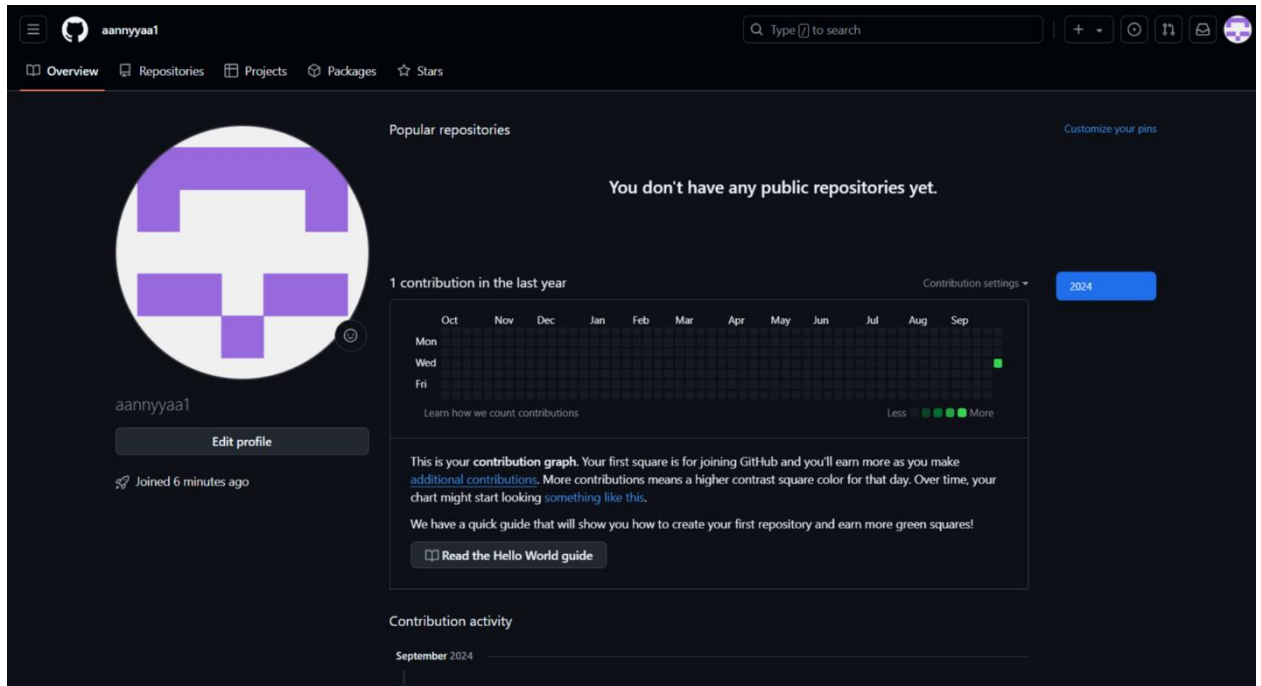 aannyyaa1
Type / to search
Overview Repositories Projects Packages Stars
Popular repositories
Customize your pins
You don't have any public repositories yet.
1 contribution in the last year
Contribution settings
2024
Oct Nov Dec Jan Feb Mar Apr May Jun Jul Aug Sep
Mon
Wed
Fri
Learn how we count contributions
Less More
aannyyaa1
Edit profile
Joined 6 minutes ago
This is your contribution graph. Your first square is for joining GitHub and you'll earn more as you make
additional contributions. More contributions means a higher contrast square color for that day. Over time, your
chart might start looking something like this.
We have a quick guide that will show you how to create your first repository and earn more green squares!
Read the Hello World guide
Contribution activity
September 2024